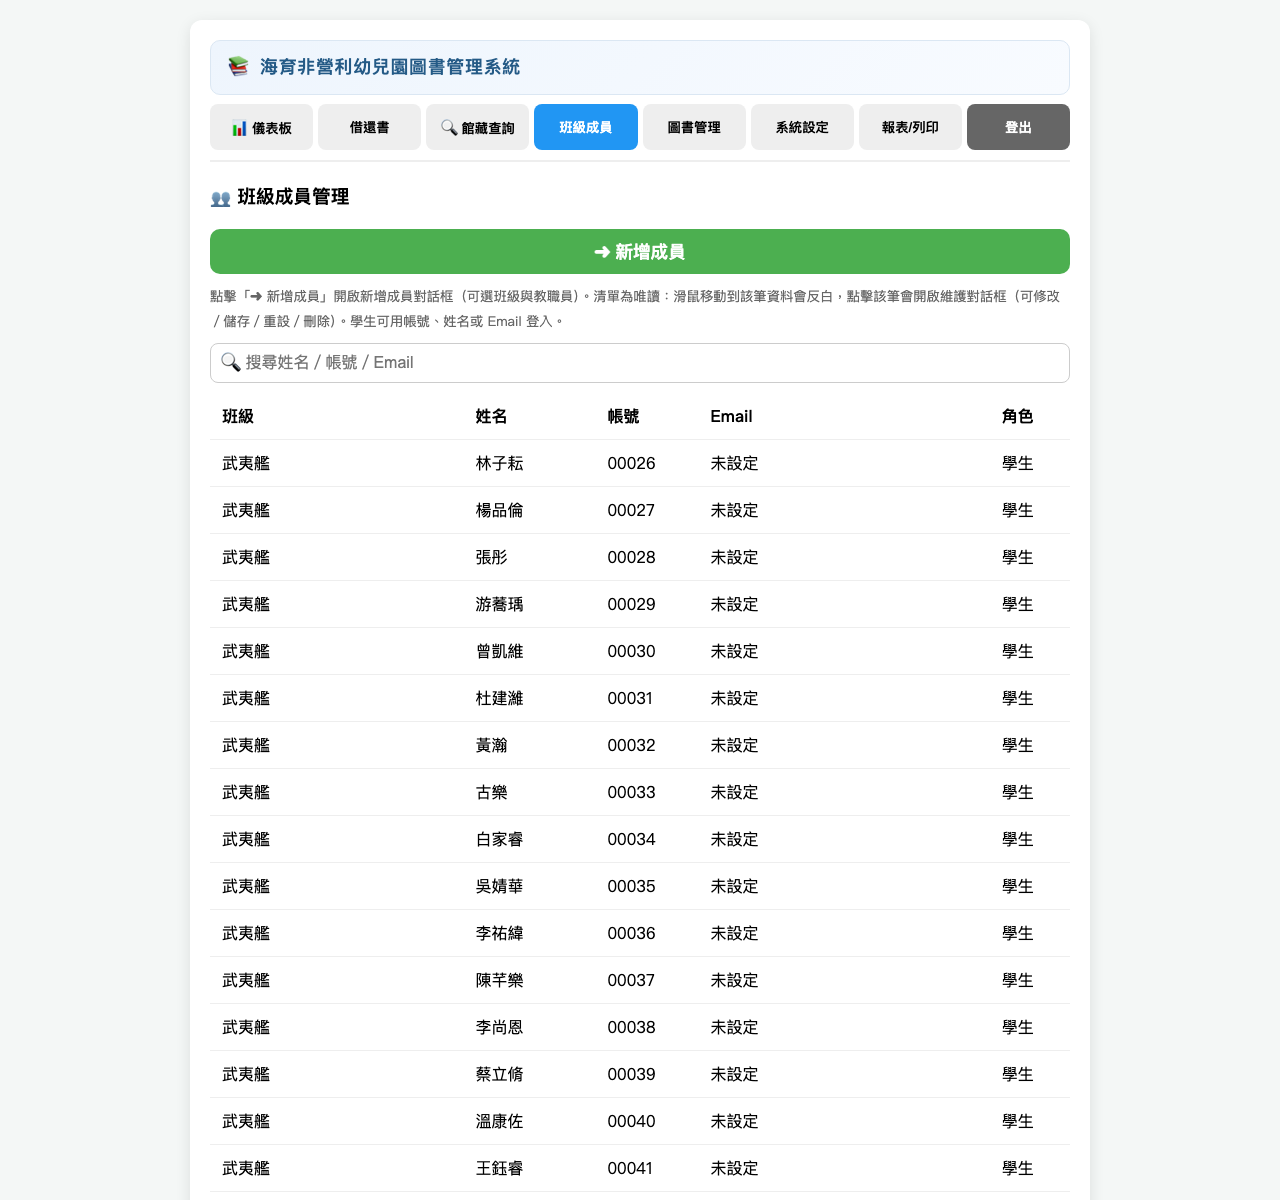 海育非營利幼兒園圖書管理系統
儀表板 借還書 館藏查詢 班級成員 圖書管理 系統設定 報表/列印 登出
班級成員管理
➜ 新增成員
點擊「➜ 新增成員」開啟新增成員對話框（可選班級與教職員）。清單為唯讀：滑鼠移動到該筆資料會反白，點擊該筆會開啟維護對話框（可修改
/ 儲存 / 重設 / 刪除）。學生可用帳號、姓名或 Email 登入。
搜尋姓名 / 帳號 / Email
班級 姓名 帳號 Email 角色
武夷艦 林子耘 00026 未設定 學生
武夷艦 楊品倫 00027 未設定 學生
武夷艦 張彤 00028 未設定 學生
武夷艦 游蕎瑀 00029 未設定 學生
武夷艦 曾凱維 00030 未設定 學生
武夷艦 杜建濰 00031 未設定 學生
武夷艦 黃瀚 00032 未設定 學生
武夷艦 古樂 00033 未設定 學生
武夷艦 白家睿 00034 未設定 學生
武夷艦 吳婧華 00035 未設定 學生
武夷艦 李祐緯 00036 未設定 學生
武夷艦 陳芊樂 00037 未設定 學生
武夷艦 李尚恩 00038 未設定 學生
武夷艦 蔡立脩 00039 未設定 學生
武夷艦 溫康佐 00040 未設定 學生
武夷艦 王鈺睿 00041 未設定 學生